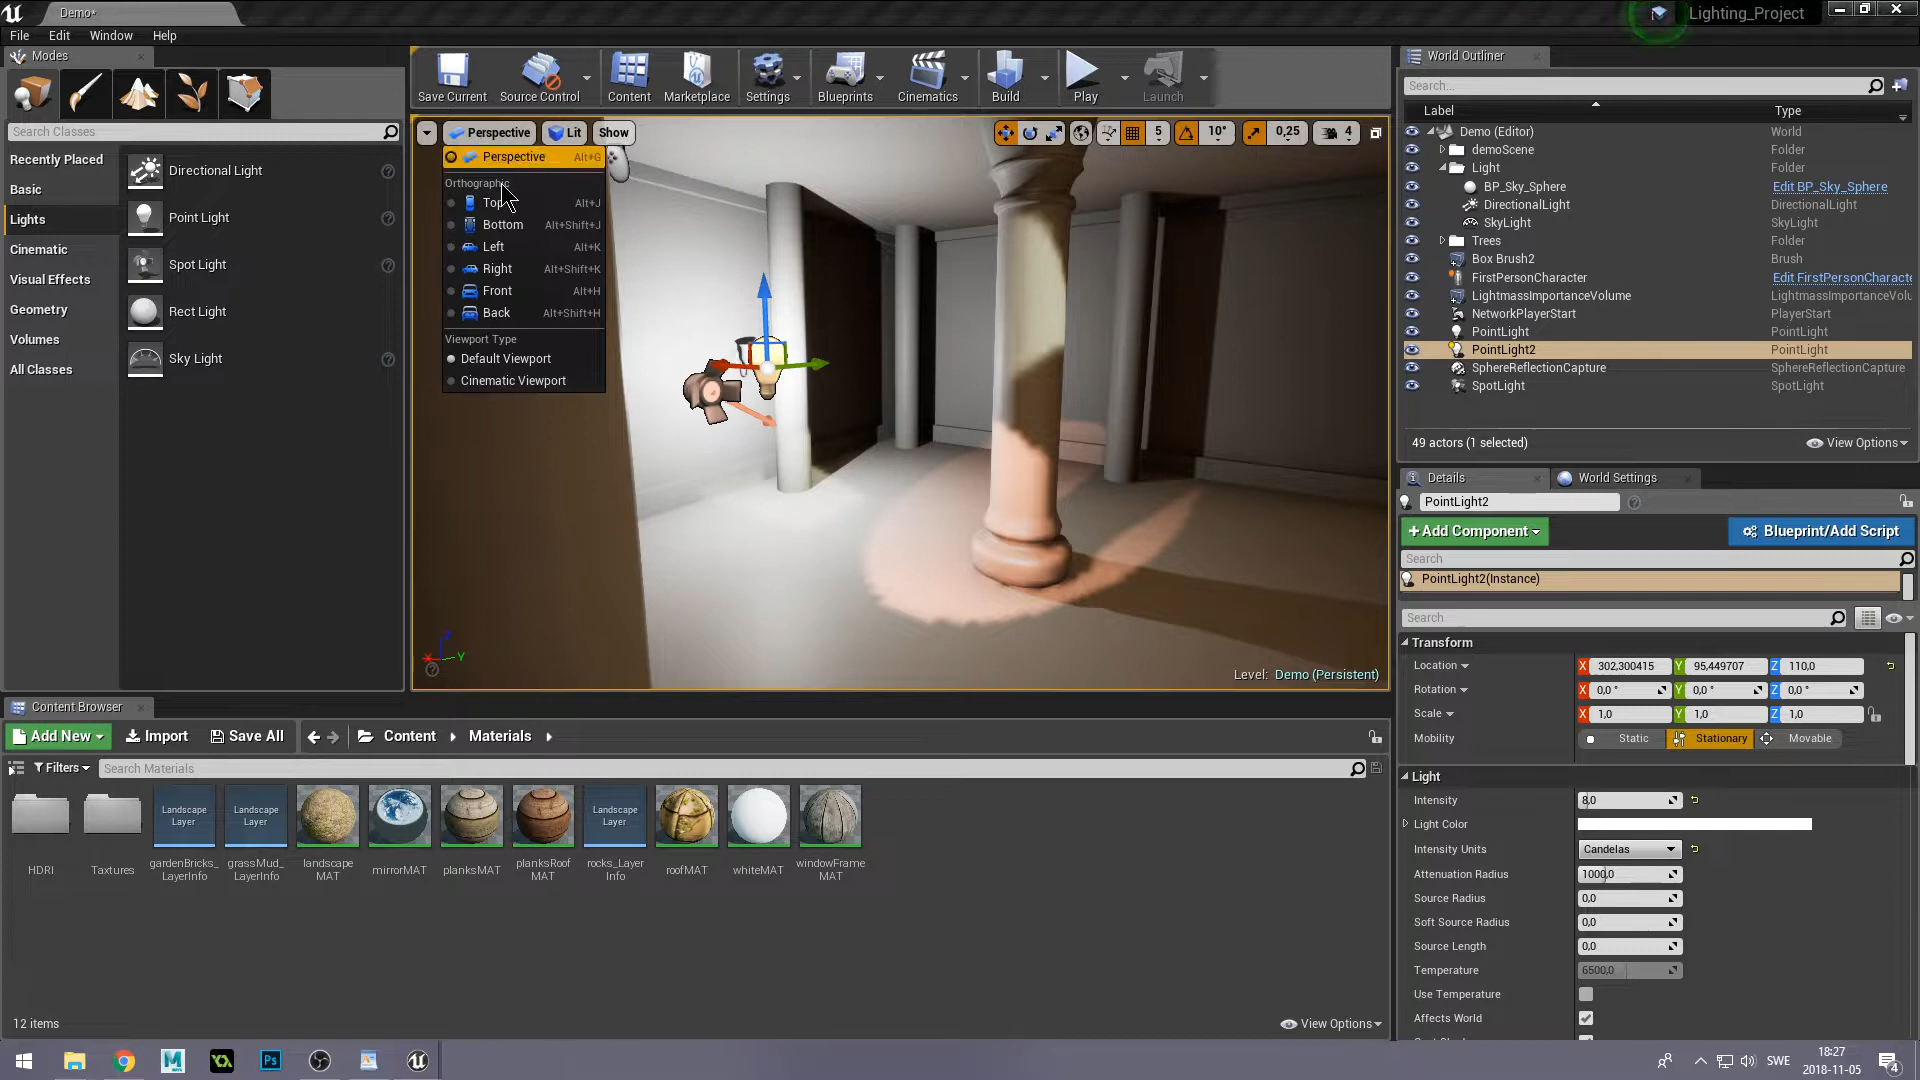 Demo*
Lighting_Project
File Edit Window Help
Modes
Search Classes
Recently Placed
Basic
Lights
Cinematic
Visual Effects
Geometry
Volumes
All Classes
Directional Light
Point Light
Spot Light
Rect Light
Sky Light
Save Current
Source Control
Content
Marketplace
Settings
Blueprints
Cinematics
Build
Play
Launch
Perspective
Lit
Show
5
10°
0,25
4
Perspective Alt+G
Orthographic
Top Alt+J
Bottom Alt+Shift+J
Left Alt+K
Right Alt+Shift+K
Front Alt+H
Back Alt+Shift+H
Viewport Type
Default Viewport
Cinematic Viewport
X
Y
Z
Level: Demo (Persistent)
World Outliner
Search...
Label Type
Demo (Editor) World
demoScene Folder
Light Folder
BP_Sky_Sphere Edit BP_Sky_Sphere
DirectionalLight DirectionalLight
SkyLight SkyLight
Trees Folder
Box Brush2 Brush
FirstPersonCharacter Edit FirstPersonCharacte
LightmassImportanceVolume LightmassImportanceVolu
NetworkPlayerStart PlayerStart
PointLight PointLight
PointLight2 PointLight
SphereReflectionCapture SphereReflectionCapture
SpotLight SpotLight
49 actors (1 selected)
View Options
Details
World Settings
PointLight2
+Add Component
Blueprint/Add Script
Search
PointLight2(Instance)
Search
Transform
Location X 302,300415 Y 95,449707 Z 110,0
Rotation X 0,0 ° Y 0,0 ° Z 0,0 °
Scale X 1,0 Y 1,0 Z 1,0
Mobility Static Stationary Movable
Light
Intensity 8,0
Light Color
Intensity Units Candelas
Attenuation Radius 1000,0
Source Radius 0,0
Soft Source Radius 0,0
Source Length 0,0
Temperature 6500,0
Use Temperature
Affects World
Content Browser
Add New
Import
Save All
Content
Materials
Filters
Search Materials
Landscape
Layer
Landscape
Layer
Landscape
Layer
HDRI
Taxtures
gardenBricks_
LayerInfo
grassMud_
LayerInfo
landscape
MAT
mirrorMAT
planksMAT
planksRoof
MAT
rocks_Layer
Info
roofMAT
whiteMAT
windowFrame
MAT
12 items
View Options
Ps
SWE
18:27
2018-11-05
4